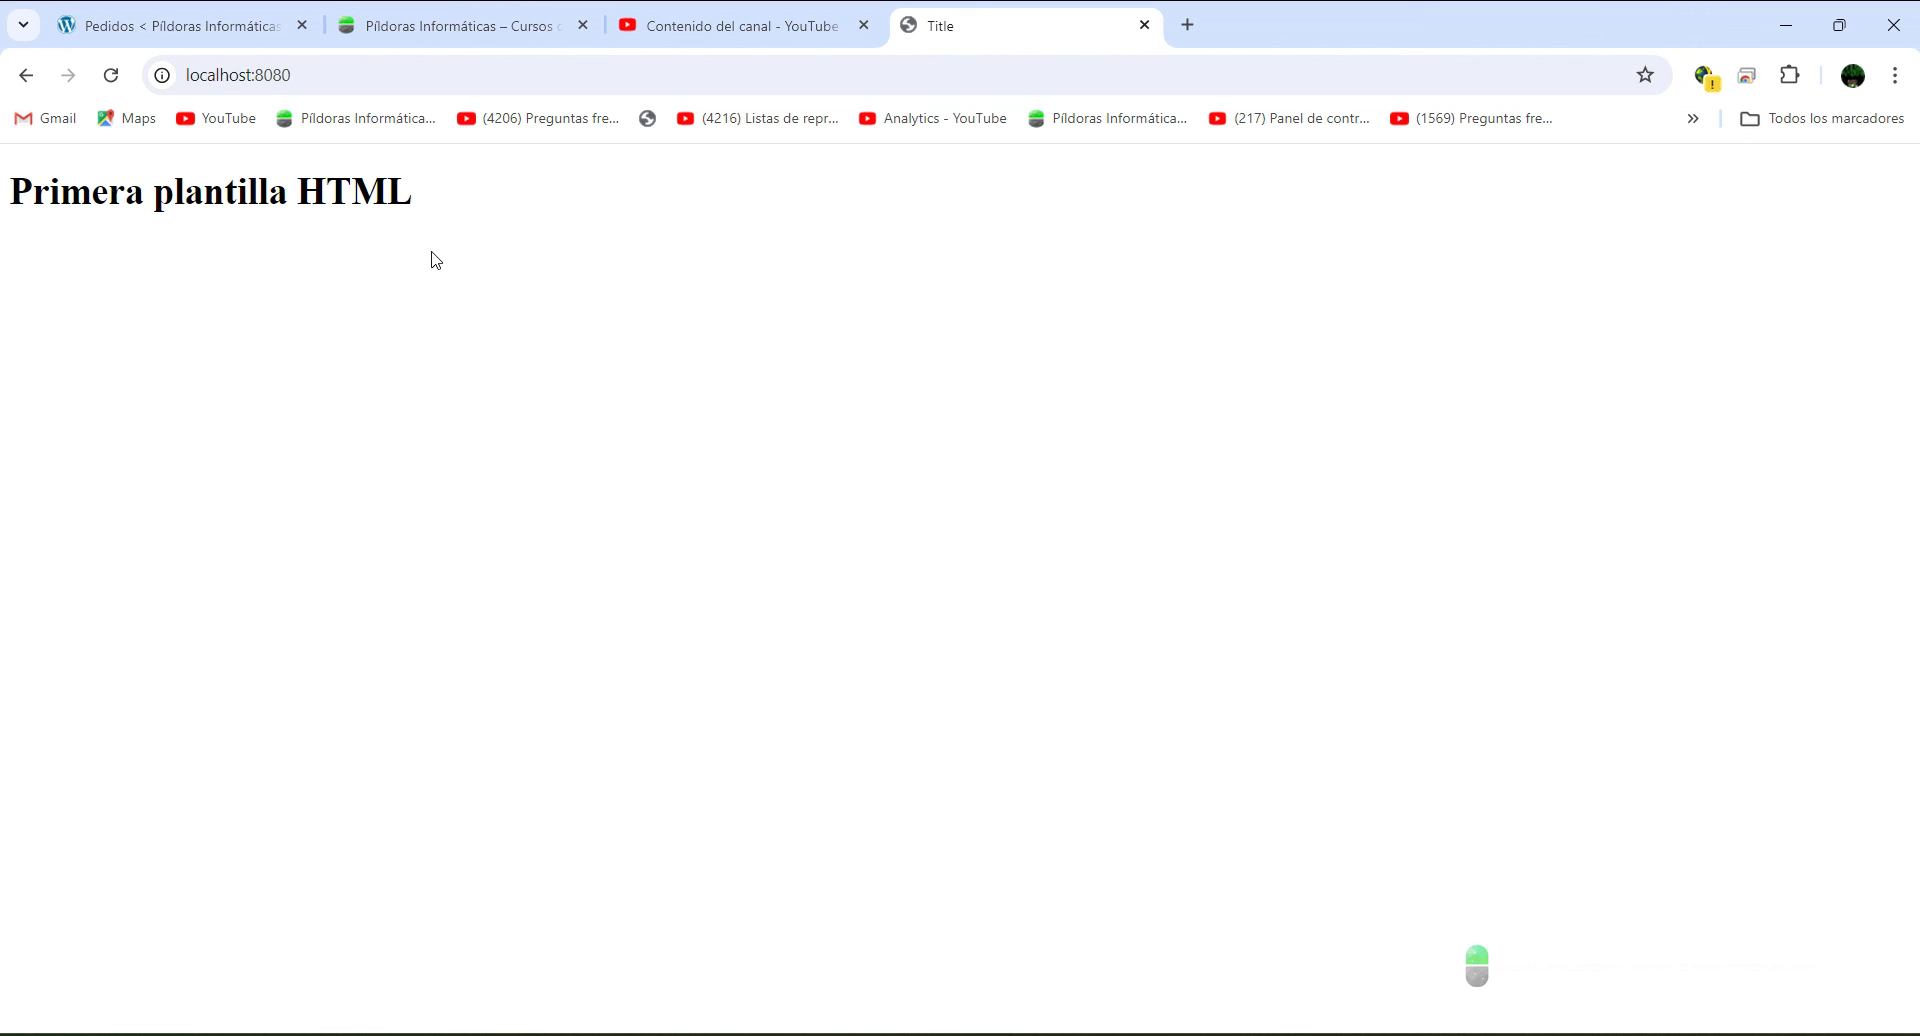 Pedidos < Píldoras Informáticas
Píldoras Informáticas – Cursos
Contenido del canal - YouTube
Title
localhost:8080
Gmail
Maps
YouTube
Píldoras Informática...
(4206) Preguntas fre...
(4216) Listas de repr...
Analytics - YouTube
Píldoras Informática...
(217) Panel de contr...
(1569) Preguntas fre...
»
Todos los marcadores
Primera plantilla HTML